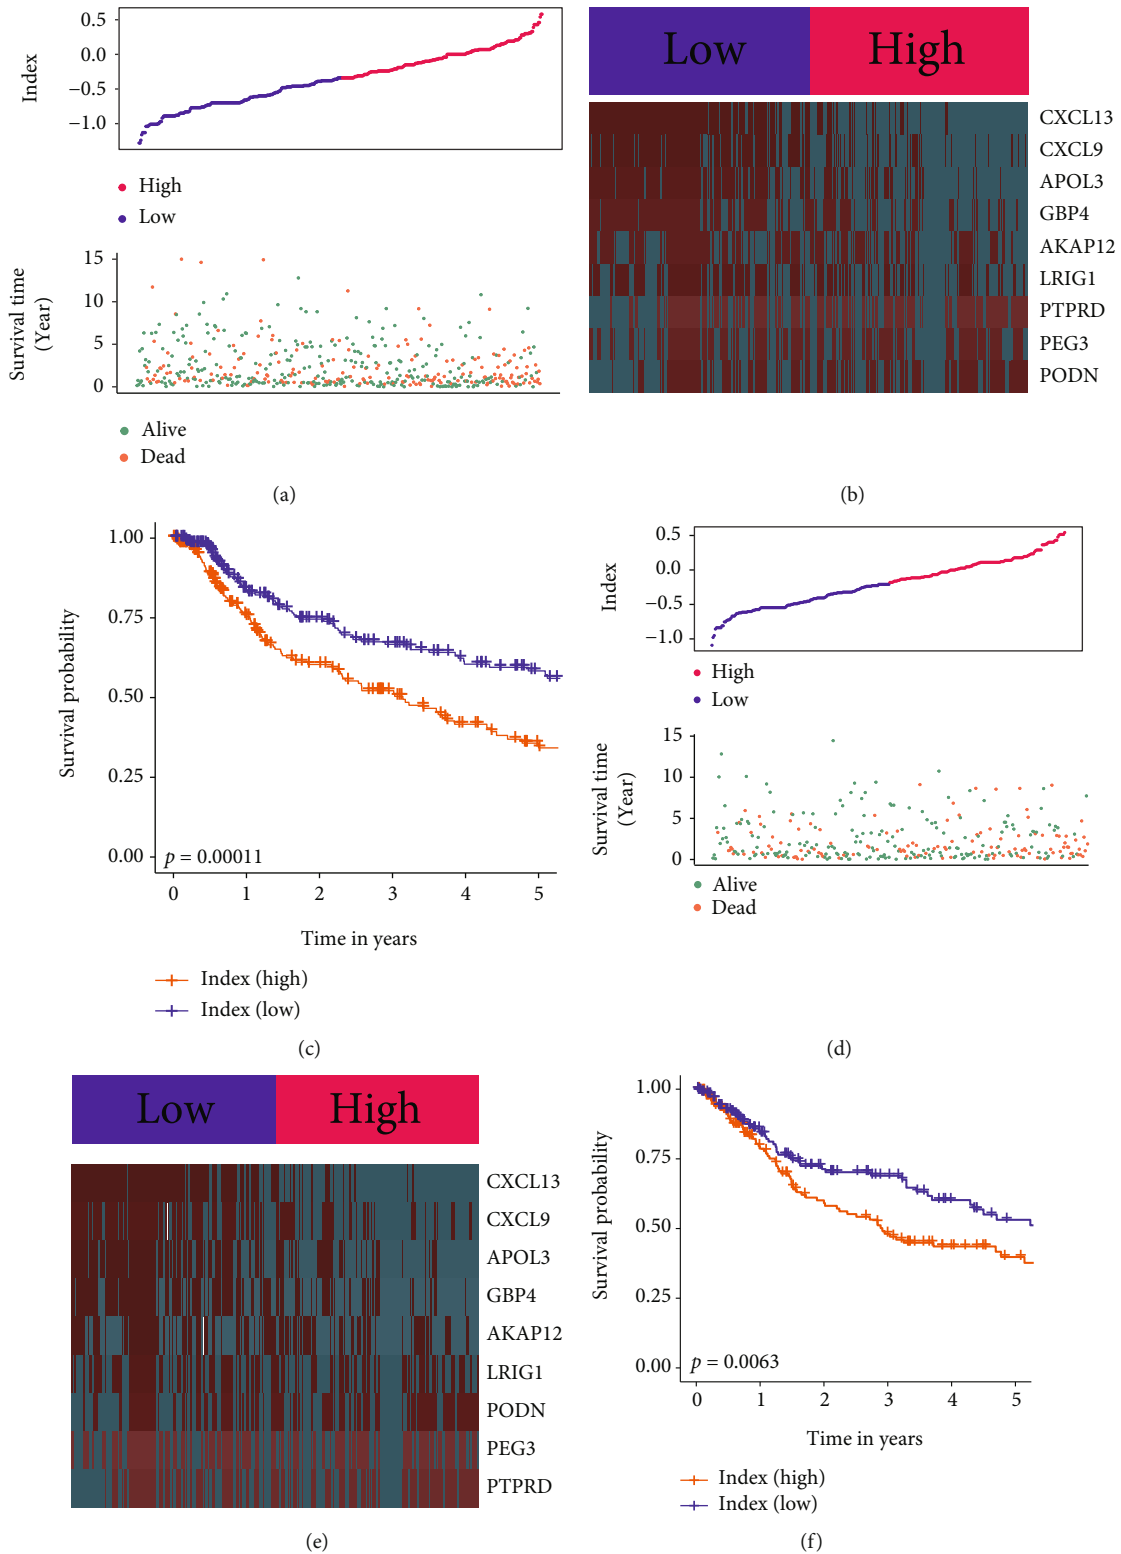 0.5
0.0
−0.5
−1.0
Index
High
Low
15
10
5
0
Survival time
(Year)
Alive
Dead
(a)
Low High
CXCL13
CXCL9
APOL3
GBP4
AKAP12
LRIG1
PTPRD
PEG3
PODN
(b)
1.00
0.75
0.50
0.25
0.00
Survival probability
p = 0.00011
0 1 2 3 4 5
Time in years
Index (high)
Index (low)
(c)
0.5
0.0
−0.5
−1.0
Index
High
Low
15
10
5
0
Survival time
(Year)
Alive
Dead
(d)
Low High
CXCL13
CXCL9
APOL3
GBP4
AKAP12
LRIG1
PODN
PEG3
PTPRD
(e)
1.00
0.75
0.50
0.25
0.00
Survival probability
p = 0.0063
0 1 2 3 4 5
Time in years
Index (high)
Index (low)
(f)